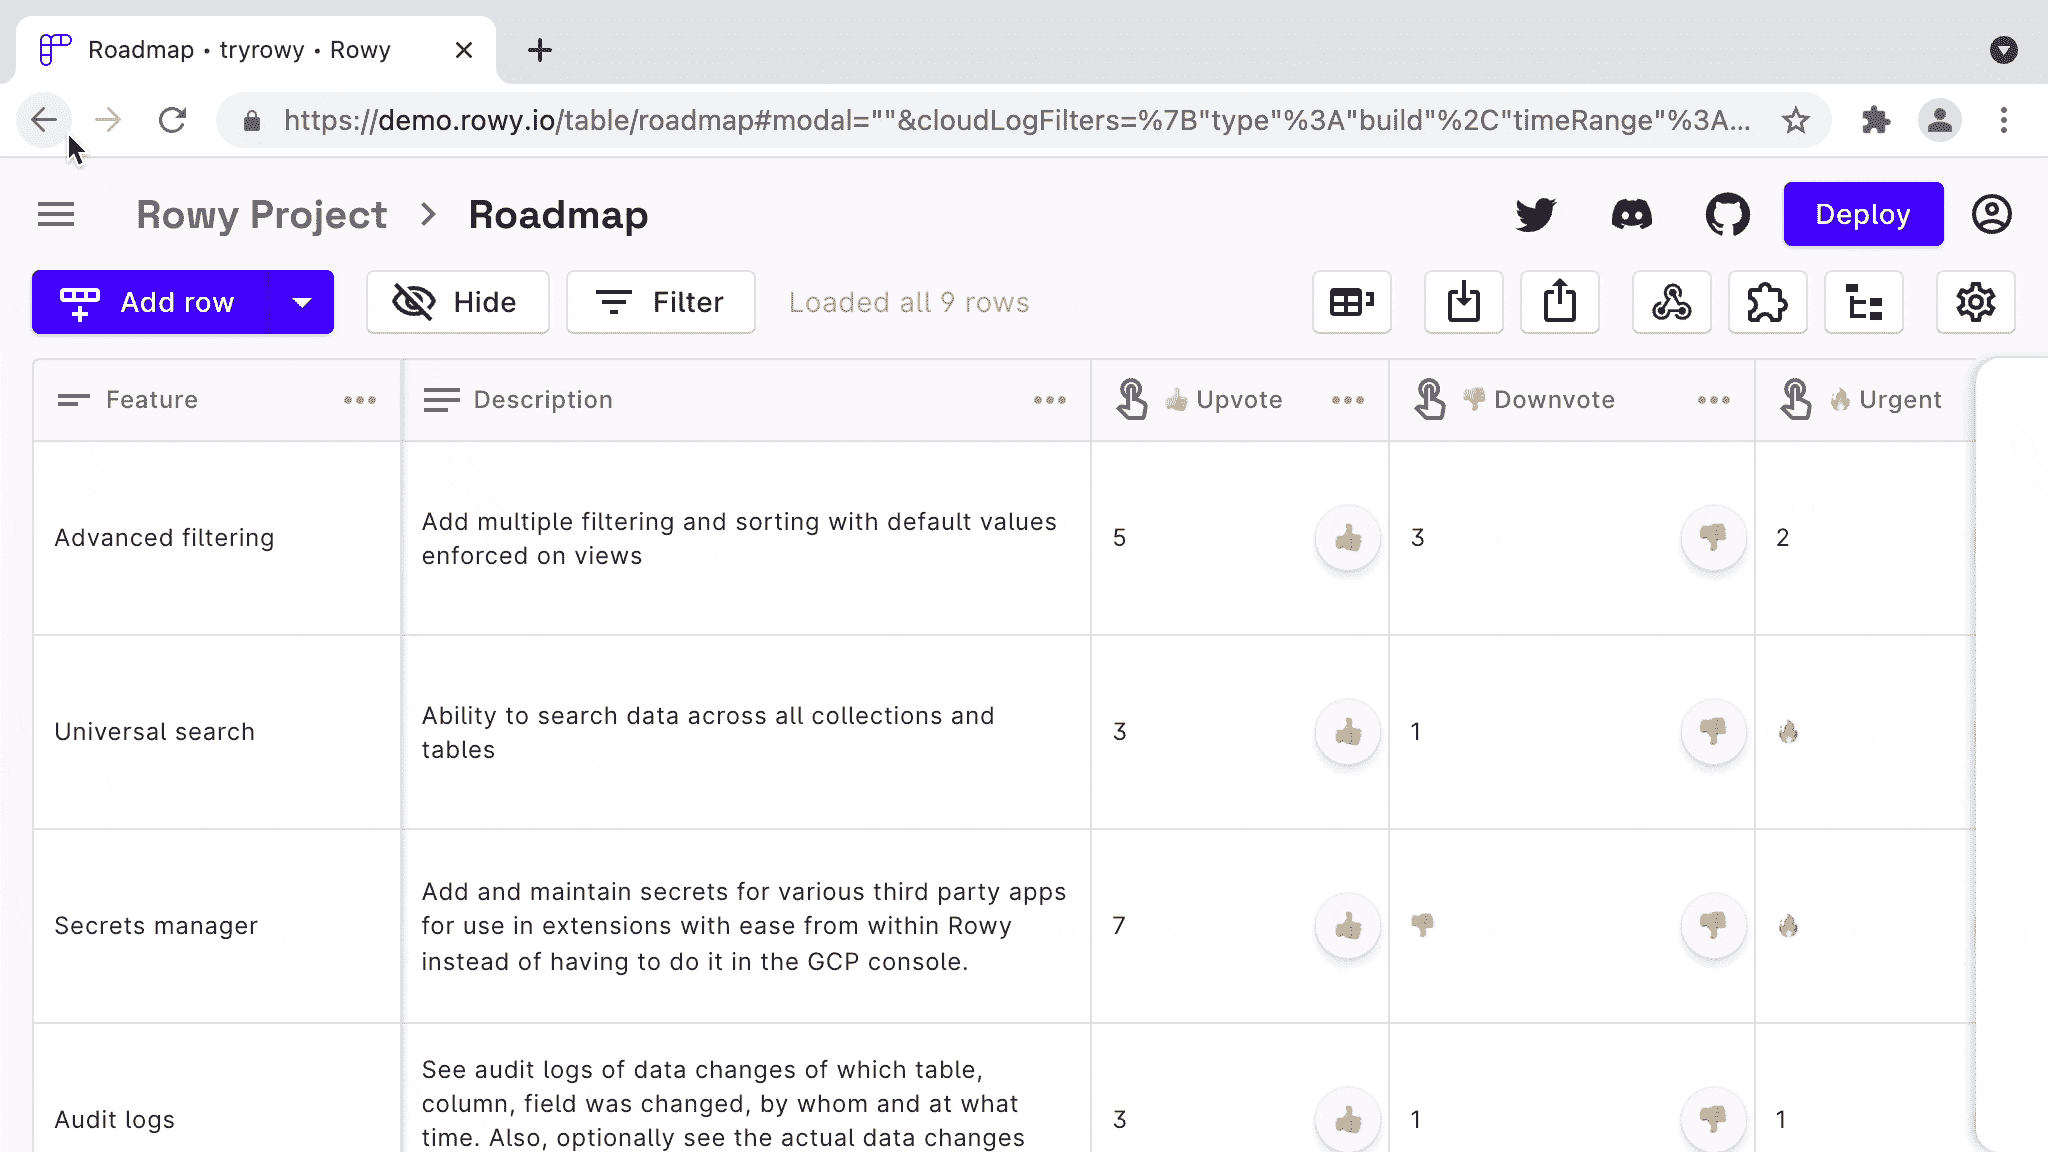 Roadmap • tryrowy • Rowy
https://demo.rowy.io/table/roadmap#modal=""&cloudLogFilters=%7B"type"%3A"build"%2C"timeRange"%3A...
Rowy Project > Roadmap
Deploy
Add row
Hide
Filter
Loaded all 9 rows
Feature
Description
👍 Upvote
👎 Downvote
🔥 Urgent
Advanced filtering
Add multiple filtering and sorting with default values
enforced on views
5
3
2
Universal search
Ability to search data across all collections and
tables
3
1
Secrets manager
Add and maintain secrets for various third party apps
for use in extensions with ease from within Rowy
instead of having to do it in the GCP console.
7
Audit logs
See audit logs of data changes of which table,
column, field was changed, by whom and at what
time. Also, optionally see the actual data changes
3
1
1